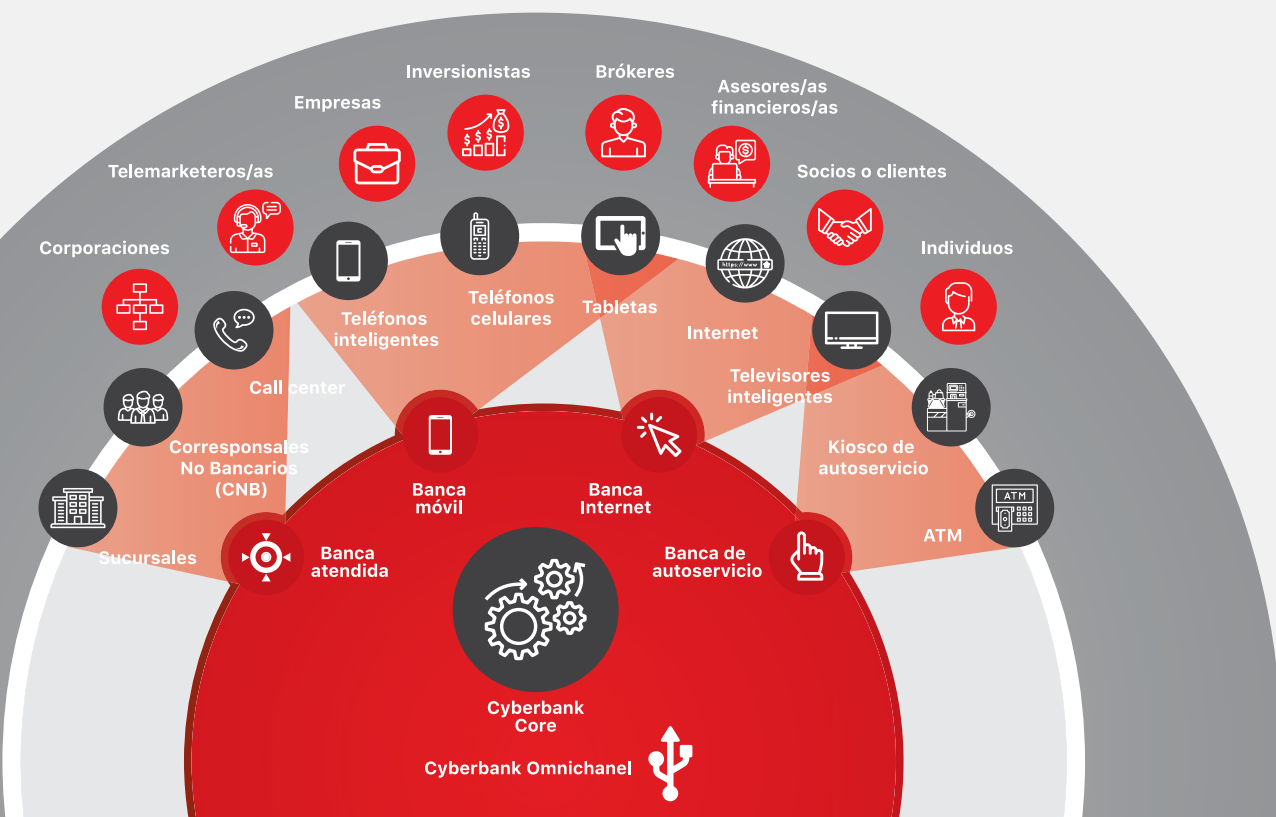 Inversionistas
Brókeres
Asesores/as
financieros/as
Empresas
Telemarketeros/as
Socios o clientes
Corporaciones
Individuos
https://www
Teléfonos
inteligentes
Teléfonos
celulares
Tabletas
Internet
Televisores
inteligentes
Call center
Corresponsales
No Bancarios
(CNB)
Kiosco de
autoservicio
ATM
Sucursales
ATM
Banca
móvil
Banca
Internet
Banca
atendida
Banca de
autoservicio
Cyberbank
Core
Cyberbank Omnichanel